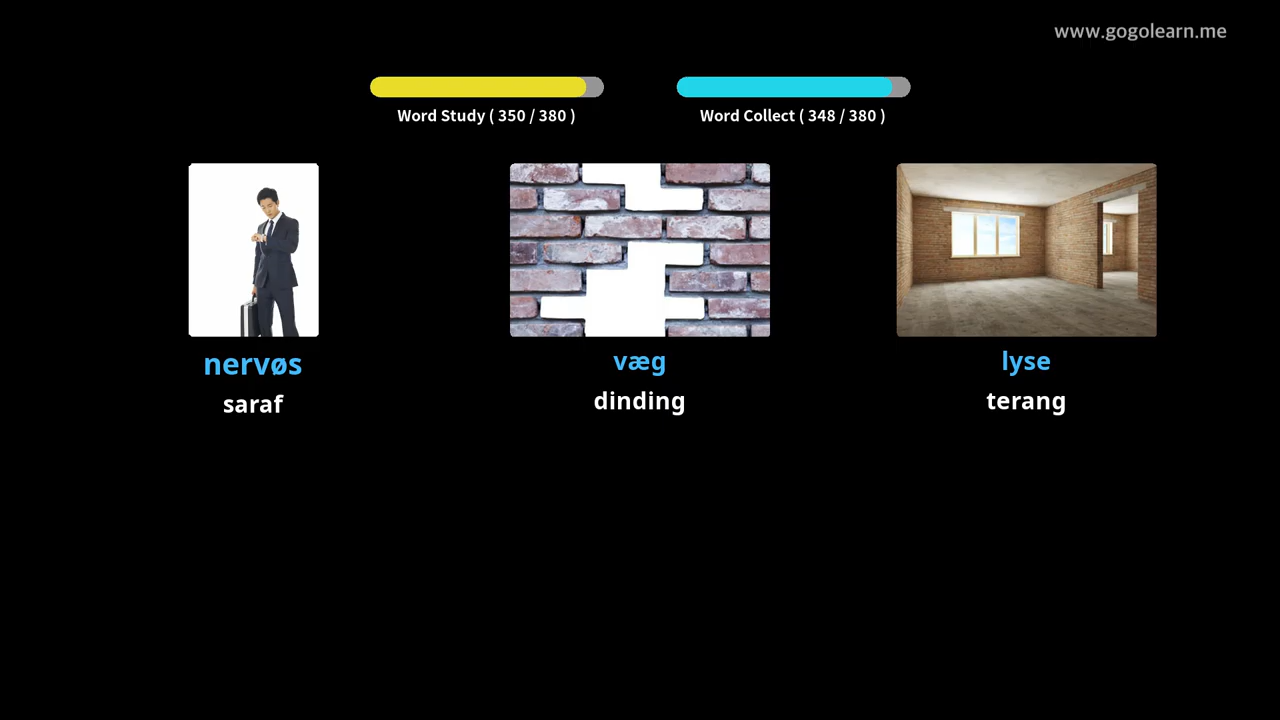 www.gogolearn.me
Word Study ( 350 / 380 )
Word Collect ( 348 / 380 )
nervøs
saraf
væg
dinding
lyse
terang